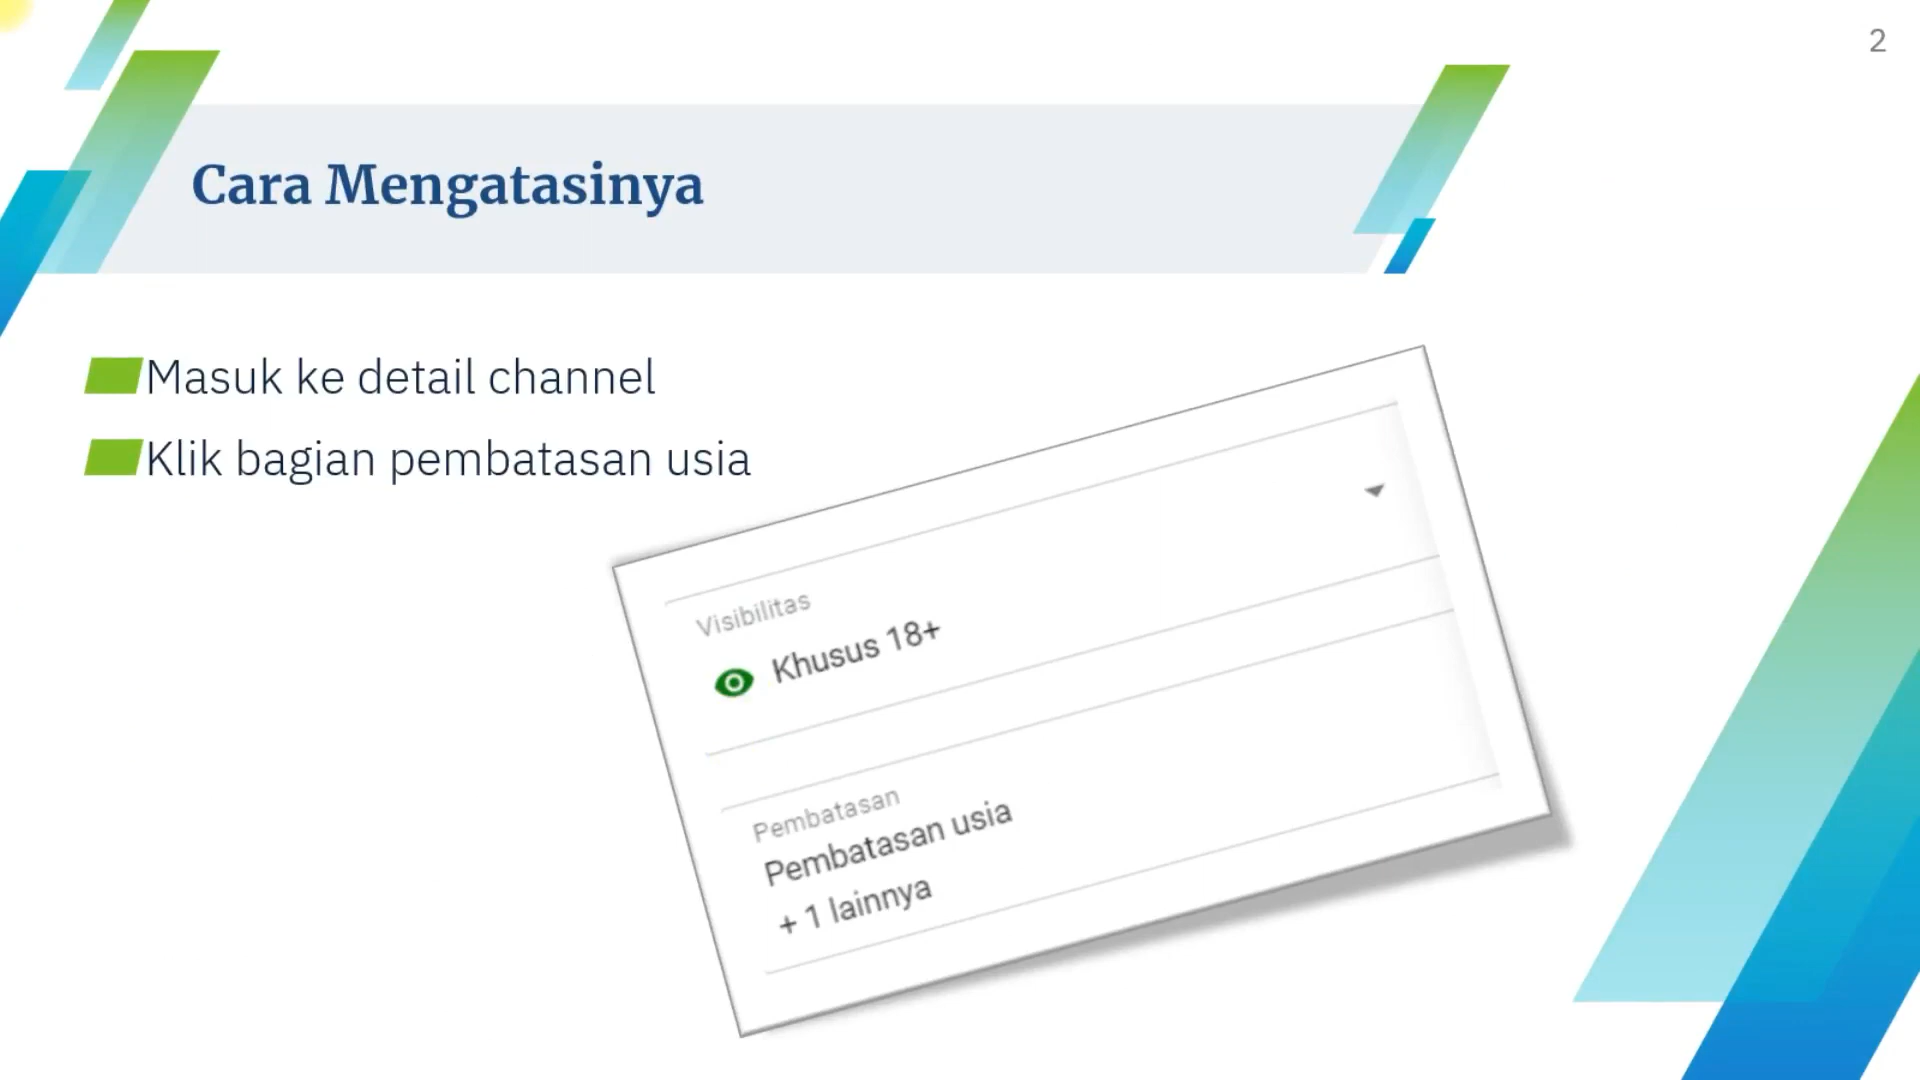 2
Cara Mengatasinya
Masuk ke detail channel
Klik bagian pembatasan usia
Visibilitas
Khusus 18+
Pembatasan
Pembatasan usia
+ 1 lainnya